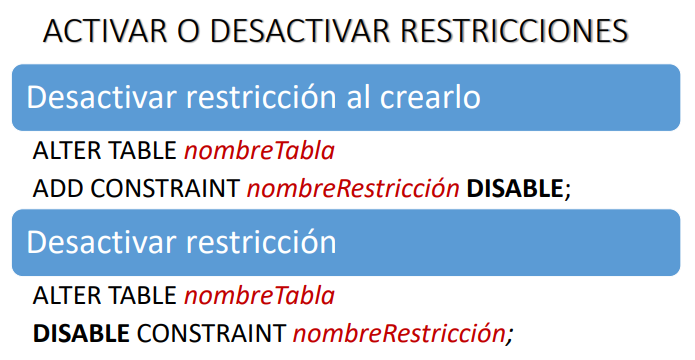 ACTIVAR O DESACTIVAR RESTRICCIONES
Desactivar restricción al crearlo
ALTER TABLE nombreTabla
ADD CONSTRAINT nombreRestricción DISABLE;
Desactivar restricción
ALTER TABLE nombreTabla
DISABLE CONSTRAINT nombreRestricción;